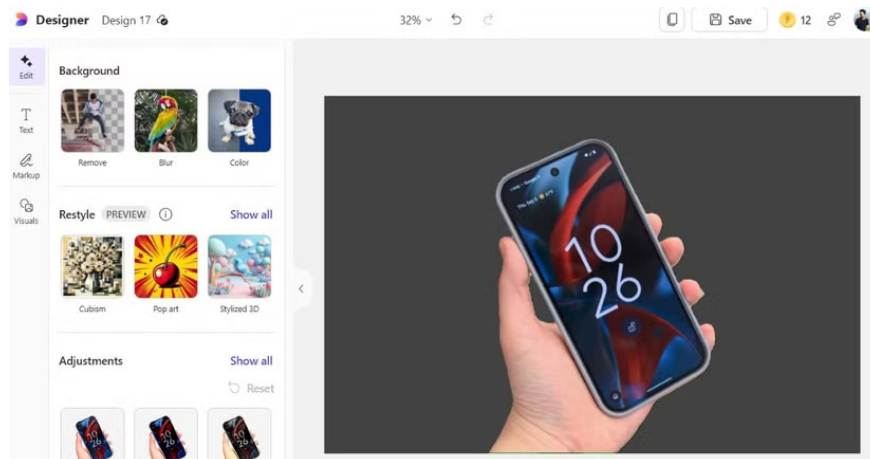 Designer Design 17 32% Save 12
Edit
Text
Markup
Visuals
Background
Remove Blur Color
Restyle PREVIEW Show all
Cubism Pop art Stylized 3D
Adjustments Show all
Reset
10
26